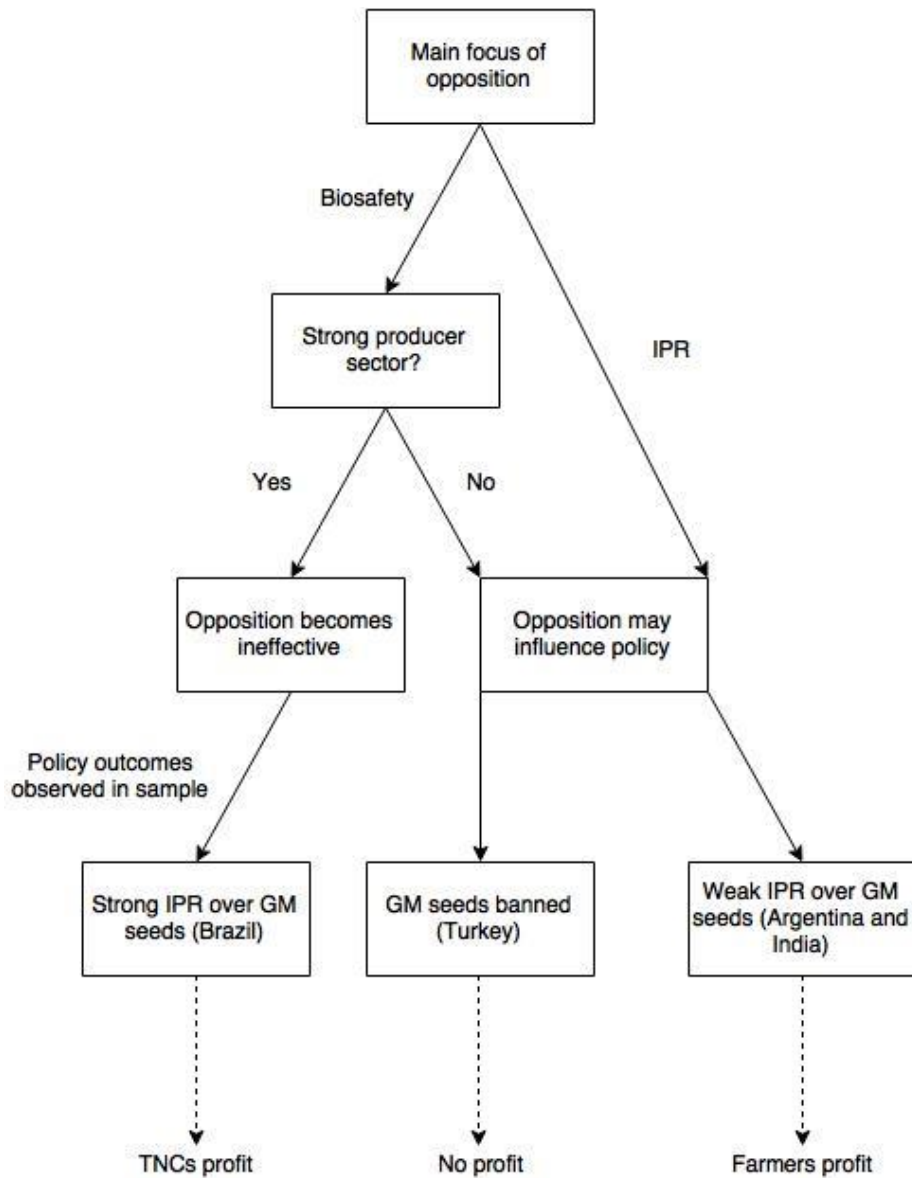 Main focus of
opposition
Biosafety
IPR
Strong producer
sector?
Yes
No
Opposition becomes
ineffective
Opposition may
influence policy
Policy outcomes
observed in sample
Strong IPR over GM
seeds (Brazil)
GM seeds banned
(Turkey)
Weak IPR over GM
seeds (Argentina and
India)
TNCs profit
No profit
Farmers profit